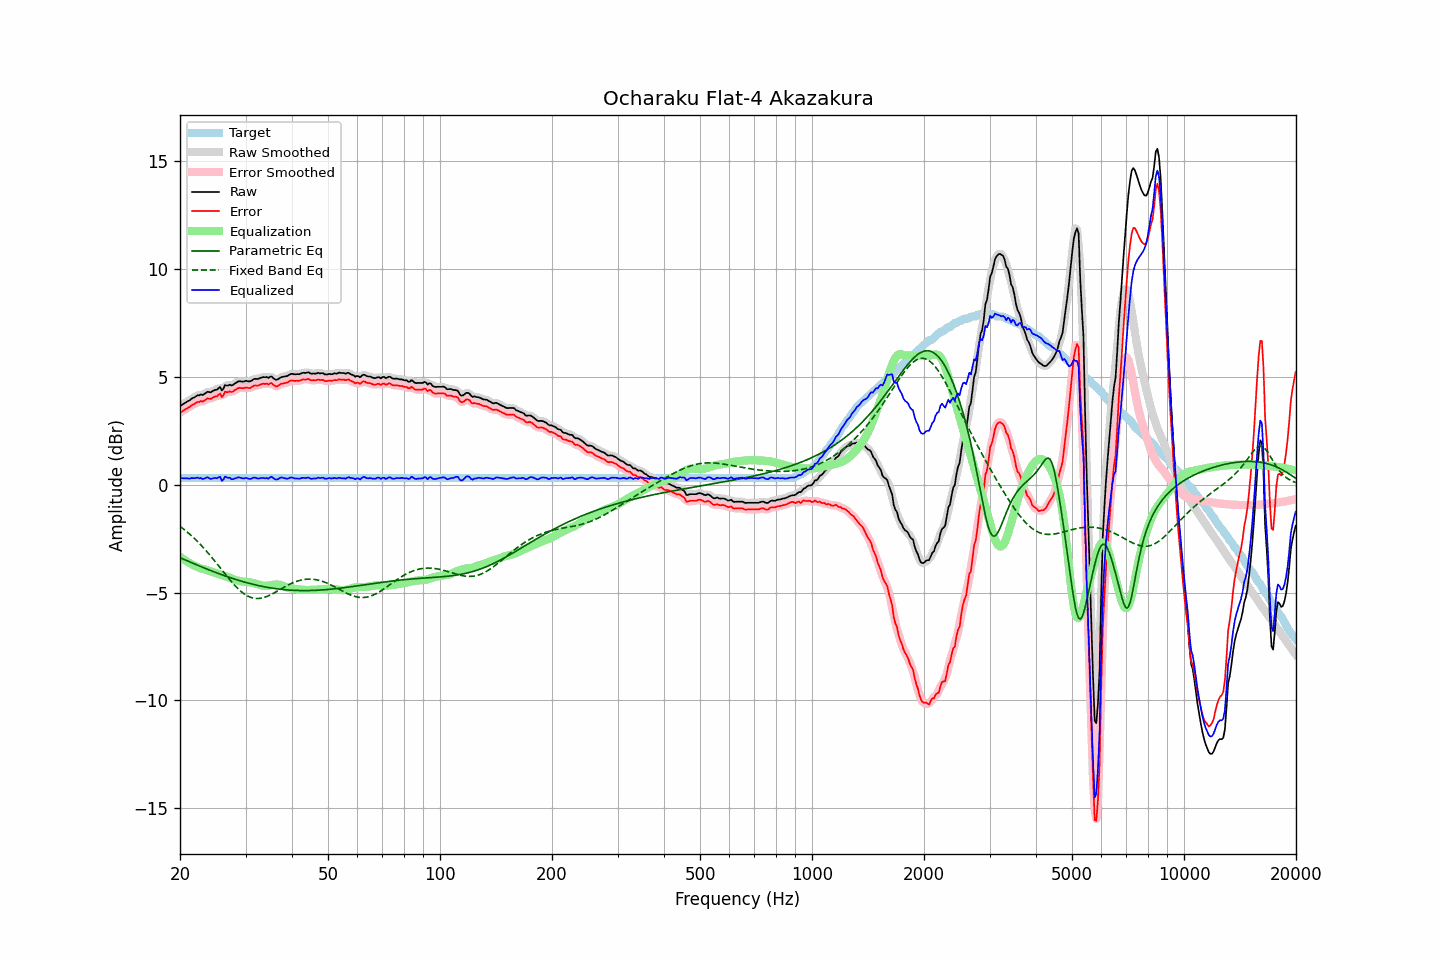 Ocharaku Flat-4 Akazakura
Target
Raw Smoothed
Error Smoothed
Raw
Error
Equalization
Parametric Eq
Fixed Band Eq
Equalized
15
10
5
0
−5
−10
−15
Amplitude (dBr)
20 50 100 200 500 1000 2000 5000 10000 20000
Frequency (Hz)